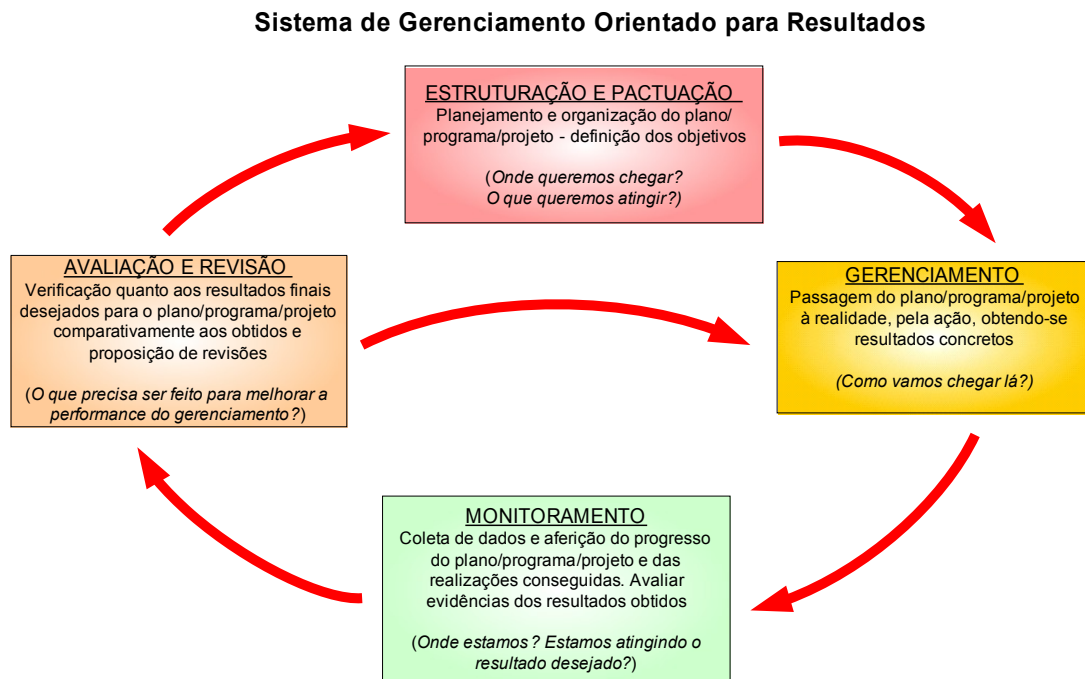 Sistema de Gerenciamento Orientado para Resultados
ESTRUTURAÇÃO E PACTUAÇÃO
Planejamento e organização do plano/
programa/projeto - definição dos objetivos
(Onde queremos chegar?
O que queremos atingir?)
AVALIAÇÃO E REVISÃO
Verificação quanto aos resultados finais
desejados para o plano/programa/projeto
comparativamente aos obtidos e
proposição de revisões
(O que precisa ser feito para melhorar a
performance do gerenciamento?)
GERENCIAMENTO
Passagem do plano/programa/projeto
à realidade, pela ação, obtendo-se
resultados concretos
(Como vamos chegar lá?)
MONITORAMENTO
Coleta de dados e aferição do progresso
do plano/programa/projeto e das
realizações conseguidas. Avaliar
evidências dos resultados obtidos
(Onde estamos? Estamos atingindo o
resultado desejado?)